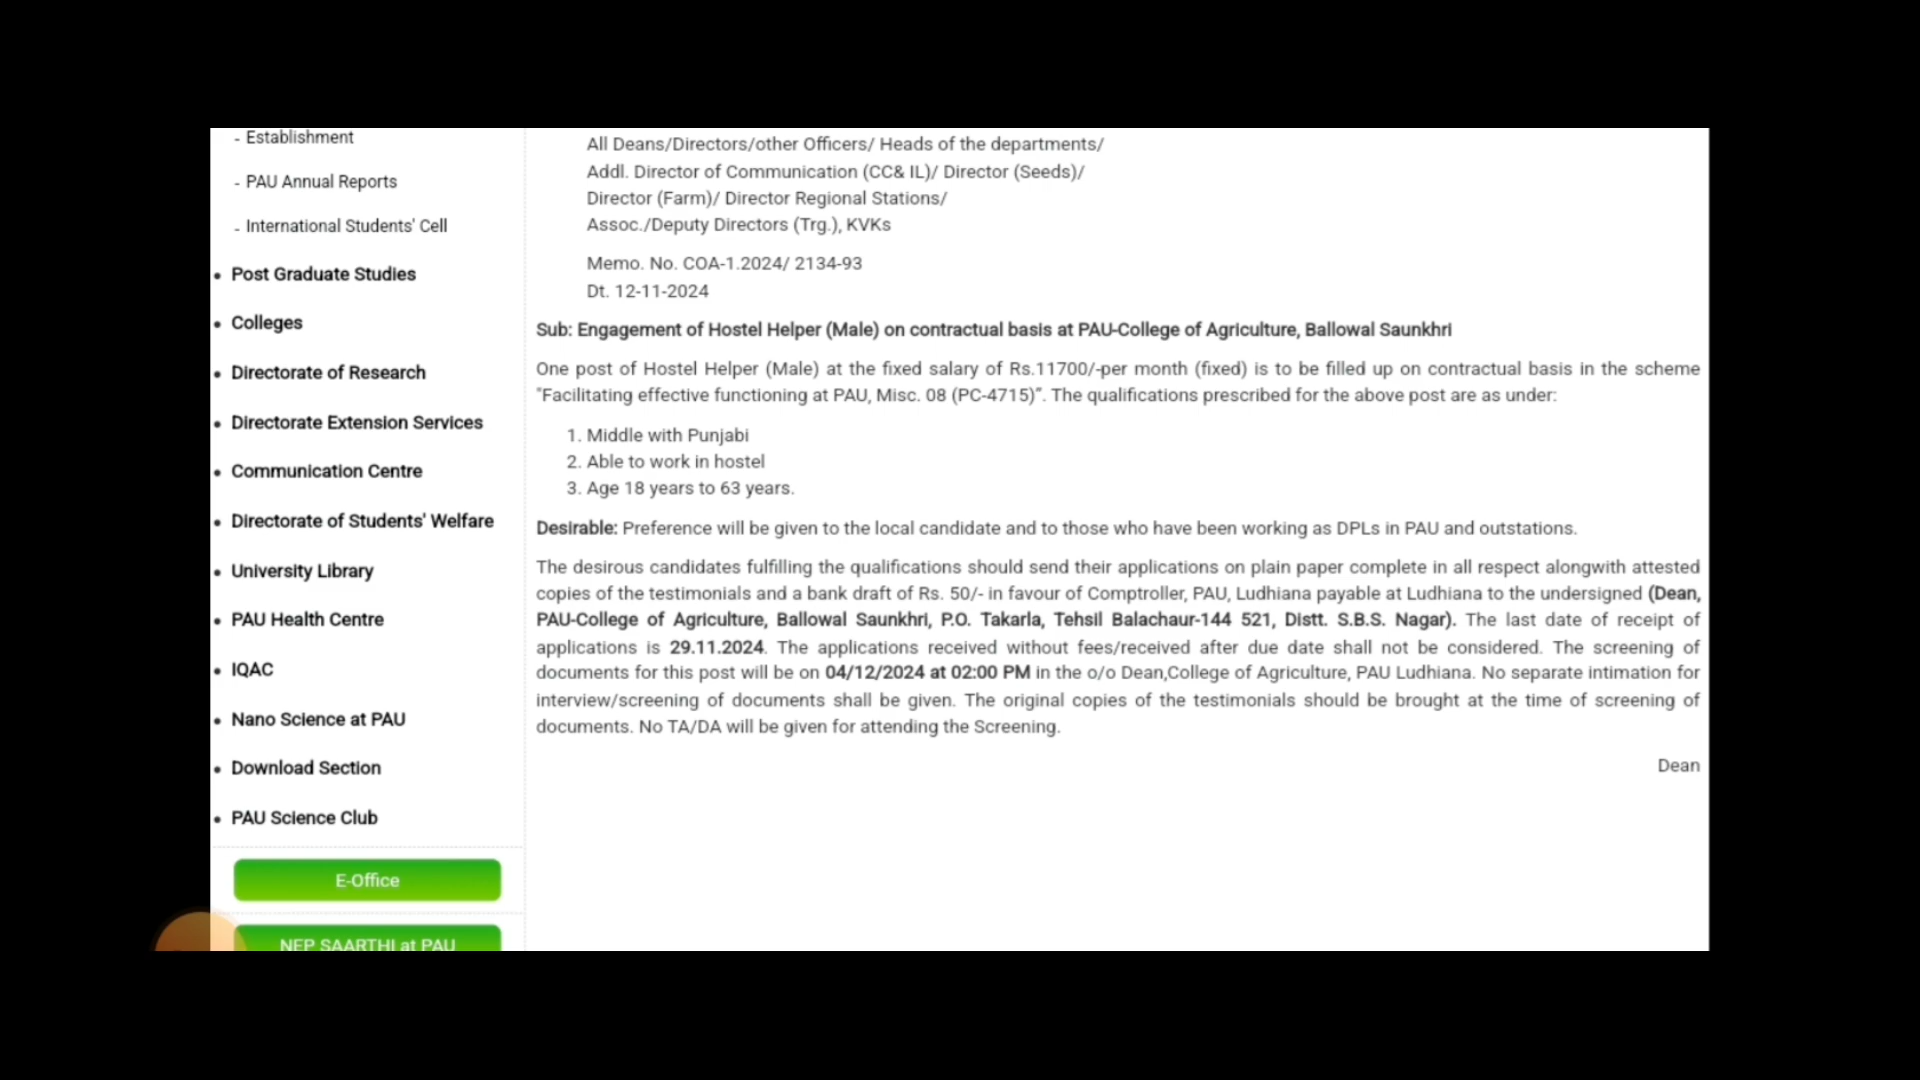 - Establishment
- PAU Annual Reports
- International Students' Cell
• Post Graduate Studies
• Colleges
• Directorate of Research
• Directorate Extension Services
• Communication Centre
• Directorate of Students' Welfare
• University Library
• PAU Health Centre
• IQAC
• Nano Science at PAU
• Download Section
• PAU Science Club
E-Office
NEP SAARTHI at PAU
All Deans/Directors/other Officers/ Heads of the departments/
Addl. Director of Communication (CC& IL)/ Director (Seeds)/
Director (Farm)/ Director Regional Stations/
Assoc./Deputy Directors (Trg.), KVKs
Memo. No. COA-1.2024/ 2134-93
Dt. 12-11-2024
Sub: Engagement of Hostel Helper (Male) on contractual basis at PAU-College of Agriculture, Ballowal Saunkhri
One post of Hostel Helper (Male) at the fixed salary of Rs.11700/-per month (fixed) is to be filled up on contractual basis in the scheme
"Facilitating effective functioning at PAU, Misc. 08 (PC-4715)”. The qualifications prescribed for the above post are as under:
1. Middle with Punjabi
2. Able to work in hostel
3. Age 18 years to 63 years.
Desirable: Preference will be given to the local candidate and to those who have been working as DPLs in PAU and outstations.
The desirous candidates fulfilling the qualifications should send their applications on plain paper complete in all respect alongwith attested
copies of the testimonials and a bank draft of Rs. 50/- in favour of Comptroller, PAU, Ludhiana payable at Ludhiana to the undersigned (Dean,
PAU-College of Agriculture, Ballowal Saunkhri, P.O. Takarla, Tehsil Balachaur-144 521, Distt. S.B.S. Nagar). The last date of receipt of
applications is 29.11.2024. The applications received without fees/received after due date shall not be considered. The screening of
documents for this post will be on 04/12/2024 at 02:00 PM in the o/o Dean,College of Agriculture, PAU Ludhiana. No separate intimation for
interview/screening of documents shall be given. The original copies of the testimonials should be brought at the time of screening of
documents. No TA/DA will be given for attending the Screening.
Dean